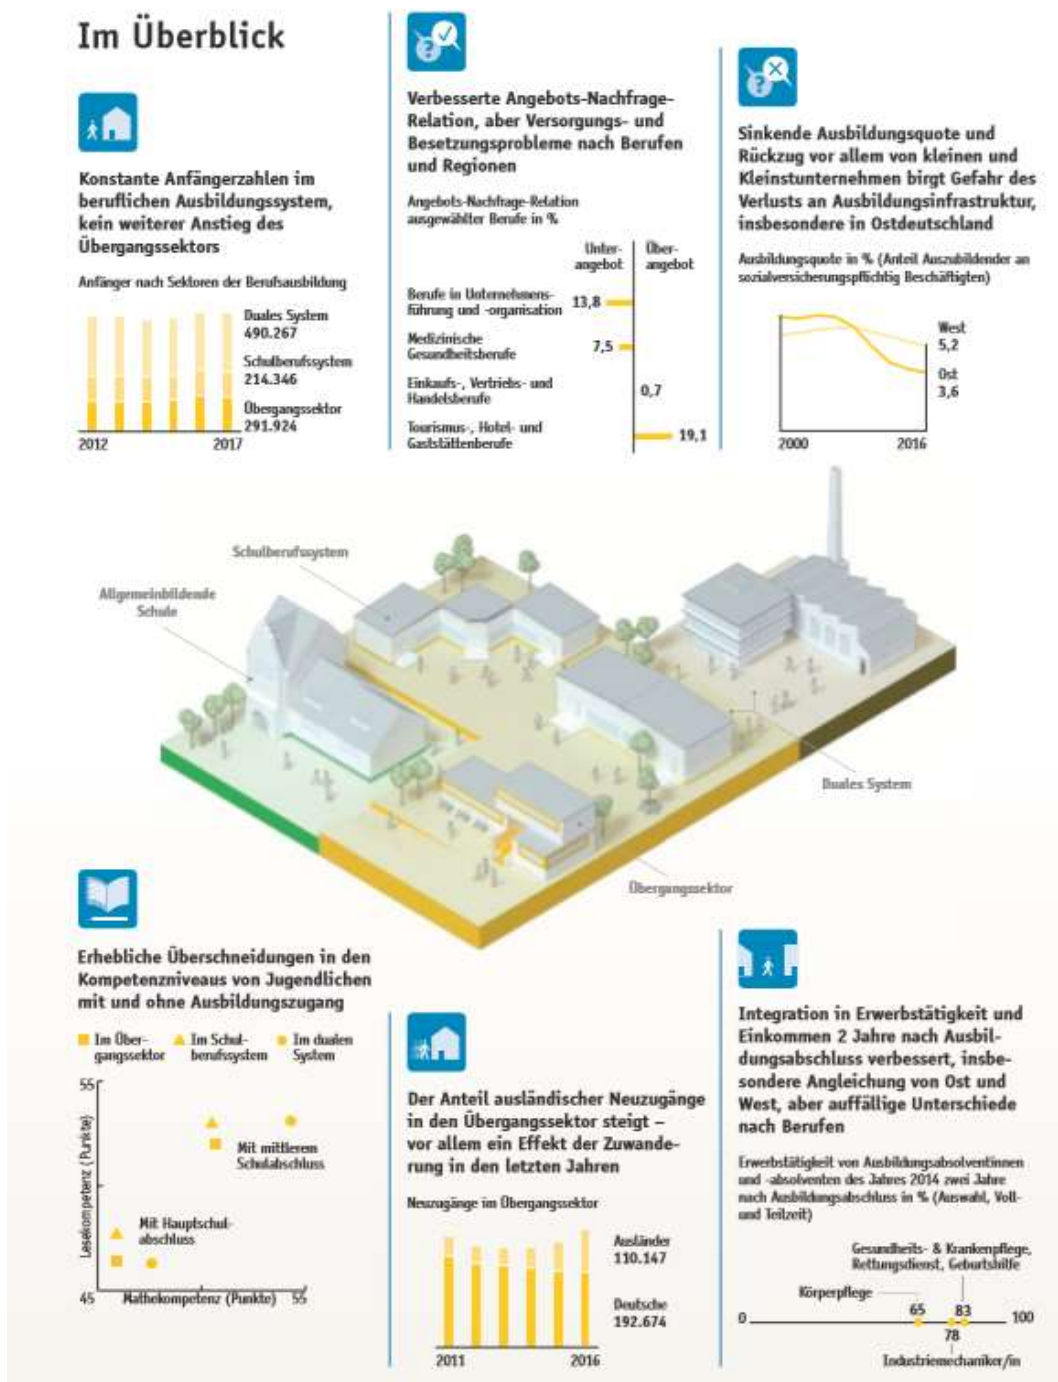 Im Überblick
Konstante Anfängerzahlen im
beruflichen Ausbildungssystem,
kein weiterer Anstieg des
Übergangssektors
Anfänger nach Sektoren der Berufsausbildung
Duales System
490.267
Schulberufssystem
214.346
Übergangssektor
291.924
2012 2017
Verbesserte Angebots-Nachfrage-
Relation, aber Versorgungs- und
Besetzungsprobleme nach Berufen
und Regionen
Angebots-Nachfrage-Relation
ausgewählter Berufe in %
Unter-
angebot
Über-
angebot
Berufe in Unternehmens-
führung und -organisation
13,8
Medizinische
Gesundheitsberufe
7,5
Einkaufs-, Vertriebs- und
Handelsberufe
0,7
Tourismus-, Hotel- und
Gaststättenberufe
19,1
Sinkende Ausbildungsquote und
Rückzug vor allem von kleinen und
Kleinstunternehmen birgt Gefahr des
Verlusts an Ausbildungsinfrastruktur,
insbesondere in Ostdeutschland
Ausbildungsquote in % (Anteil Auszubildender an
sozialversicherungspflichtig Beschäftigten)
West
5,2
Ost
3,6
2000 2016
Schulberufssystem
Allgemeinbildende
Schule
Duales System
Übergangssektor
Erhebliche Überschneidungen in den
Kompetenzniveaus von Jugendlichen
mit und ohne Ausbildungszugang
Im Über-
gangssektor
Im Schul-
berufssystem
Im dualen
System
55
Lesekompetenz (Punkte)
Mit mittlerem
Schulabschluss
Mit Hauptschul-
abschluss
45 Mathekompetenz (Punkte) 55
Der Anteil ausländischer Neuzugänge
in den Übergangssektor steigt –
vor allem ein Effekt der Zuwande-
rung in den letzten Jahren
Neuzugänge im Übergangssektor
Ausländer
110.147
Deutsche
192.674
2011 2016
Integration in Erwerbstätigkeit und
Einkommen 2 Jahre nach Ausbil-
dungsabschluss verbessert, insbe-
sondere Angleichung von Ost und
West, aber auffällige Unterschiede
nach Berufen
Erwerbstätigkeit von Ausbildungsabsolventinnen
und -absolventen des Jahres 2014 zwei Jahre
nach Ausbildungsabschluss in % (Auswahl, Voll-
und Teilzeit)
Gesundheits- & Krankenpflege,
Rettungsdienst, Geburtshilfe
Körperpflege
65 83
0 100
78
Industriemechaniker/in